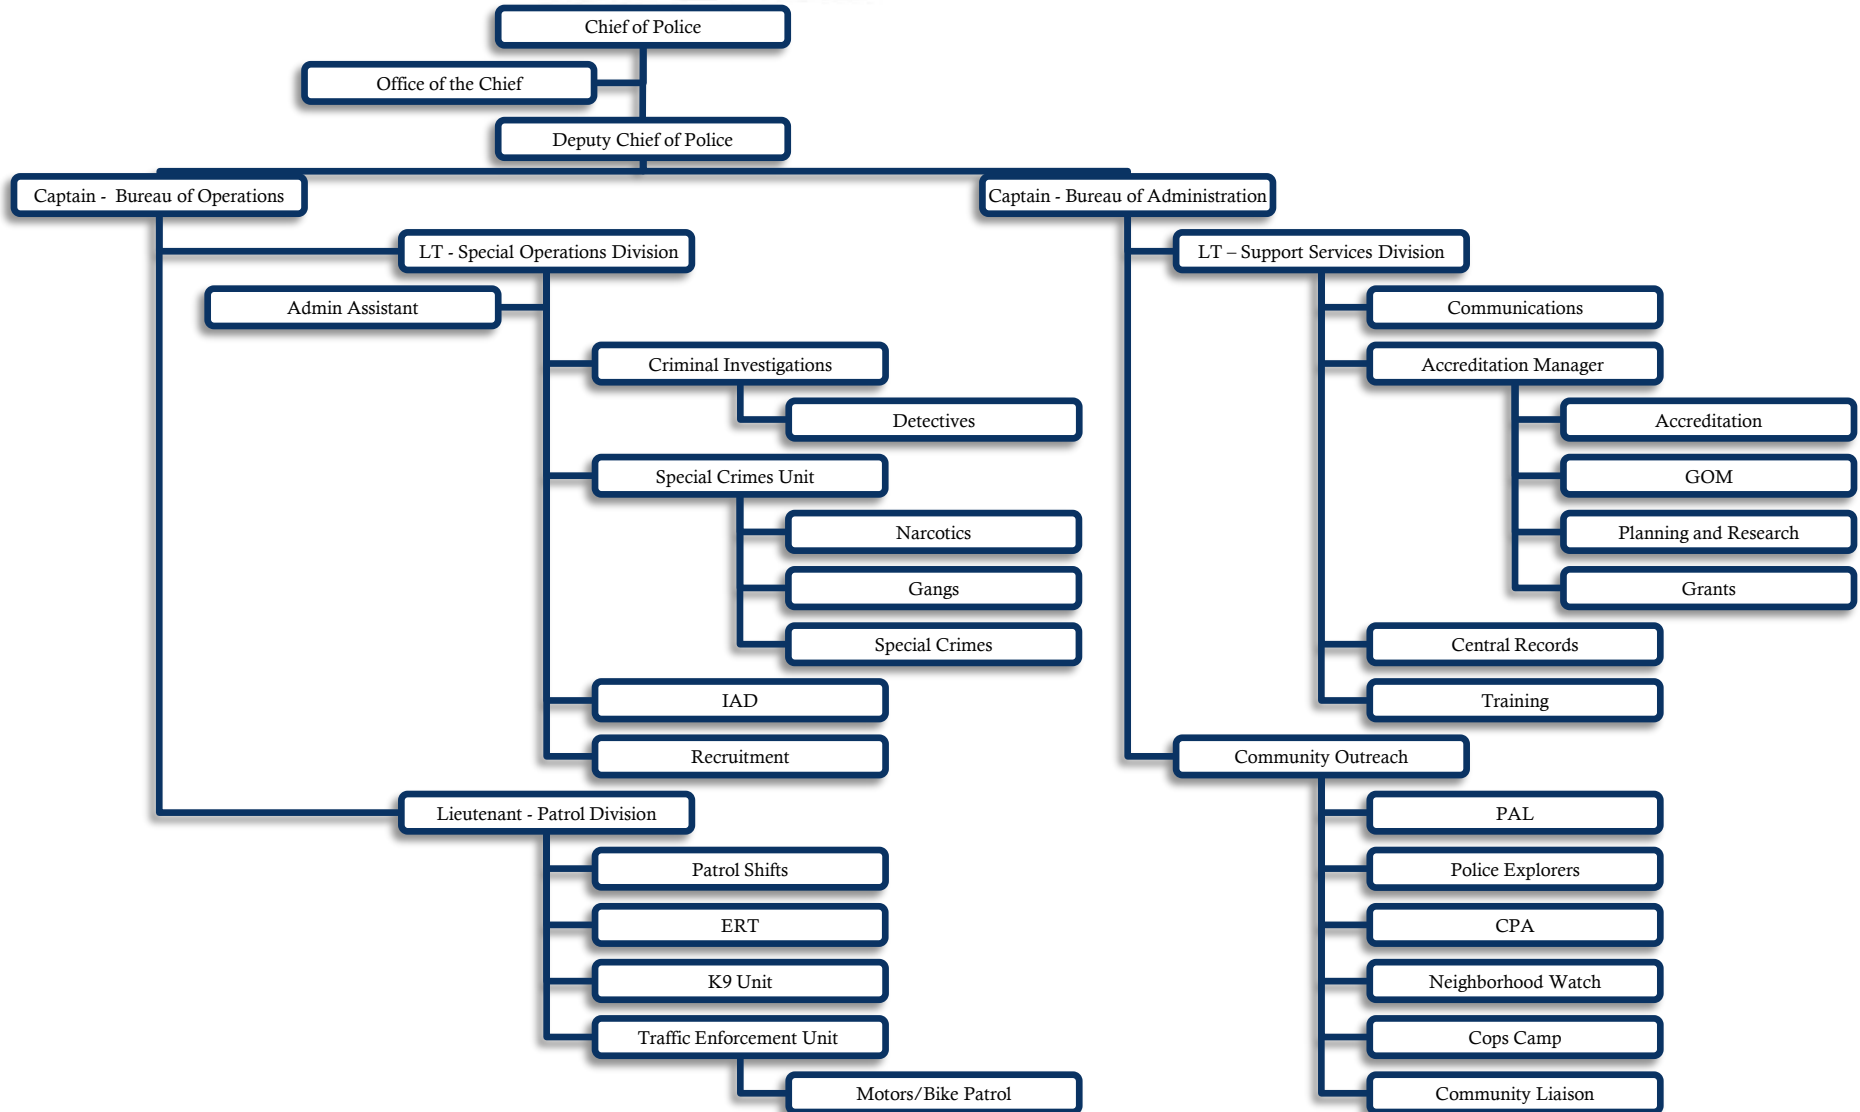 Chief of Police
Office of the Chief
Deputy Chief of Police
Captain -  Bureau of Operations
LT - Special Operations Division
Admin Assistant
Criminal Investigations
Detectives
Special Crimes Unit
Narcotics
Gangs
Special Crimes
IAD
Recruitment
Lieutenant - Patrol Division
Patrol Shifts
ERT
K9 Unit
Traffic Enforcement Unit
Motors/Bike Patrol
Captain - Bureau of Administration
LT – Support Services Division
Communications
Accreditation Manager
Accreditation
GOM
Planning and Research
Grants
Central Records
Training
Community Outreach
PAL
Police Explorers
CPA
Neighborhood Watch
Cops Camp
Community Liaison